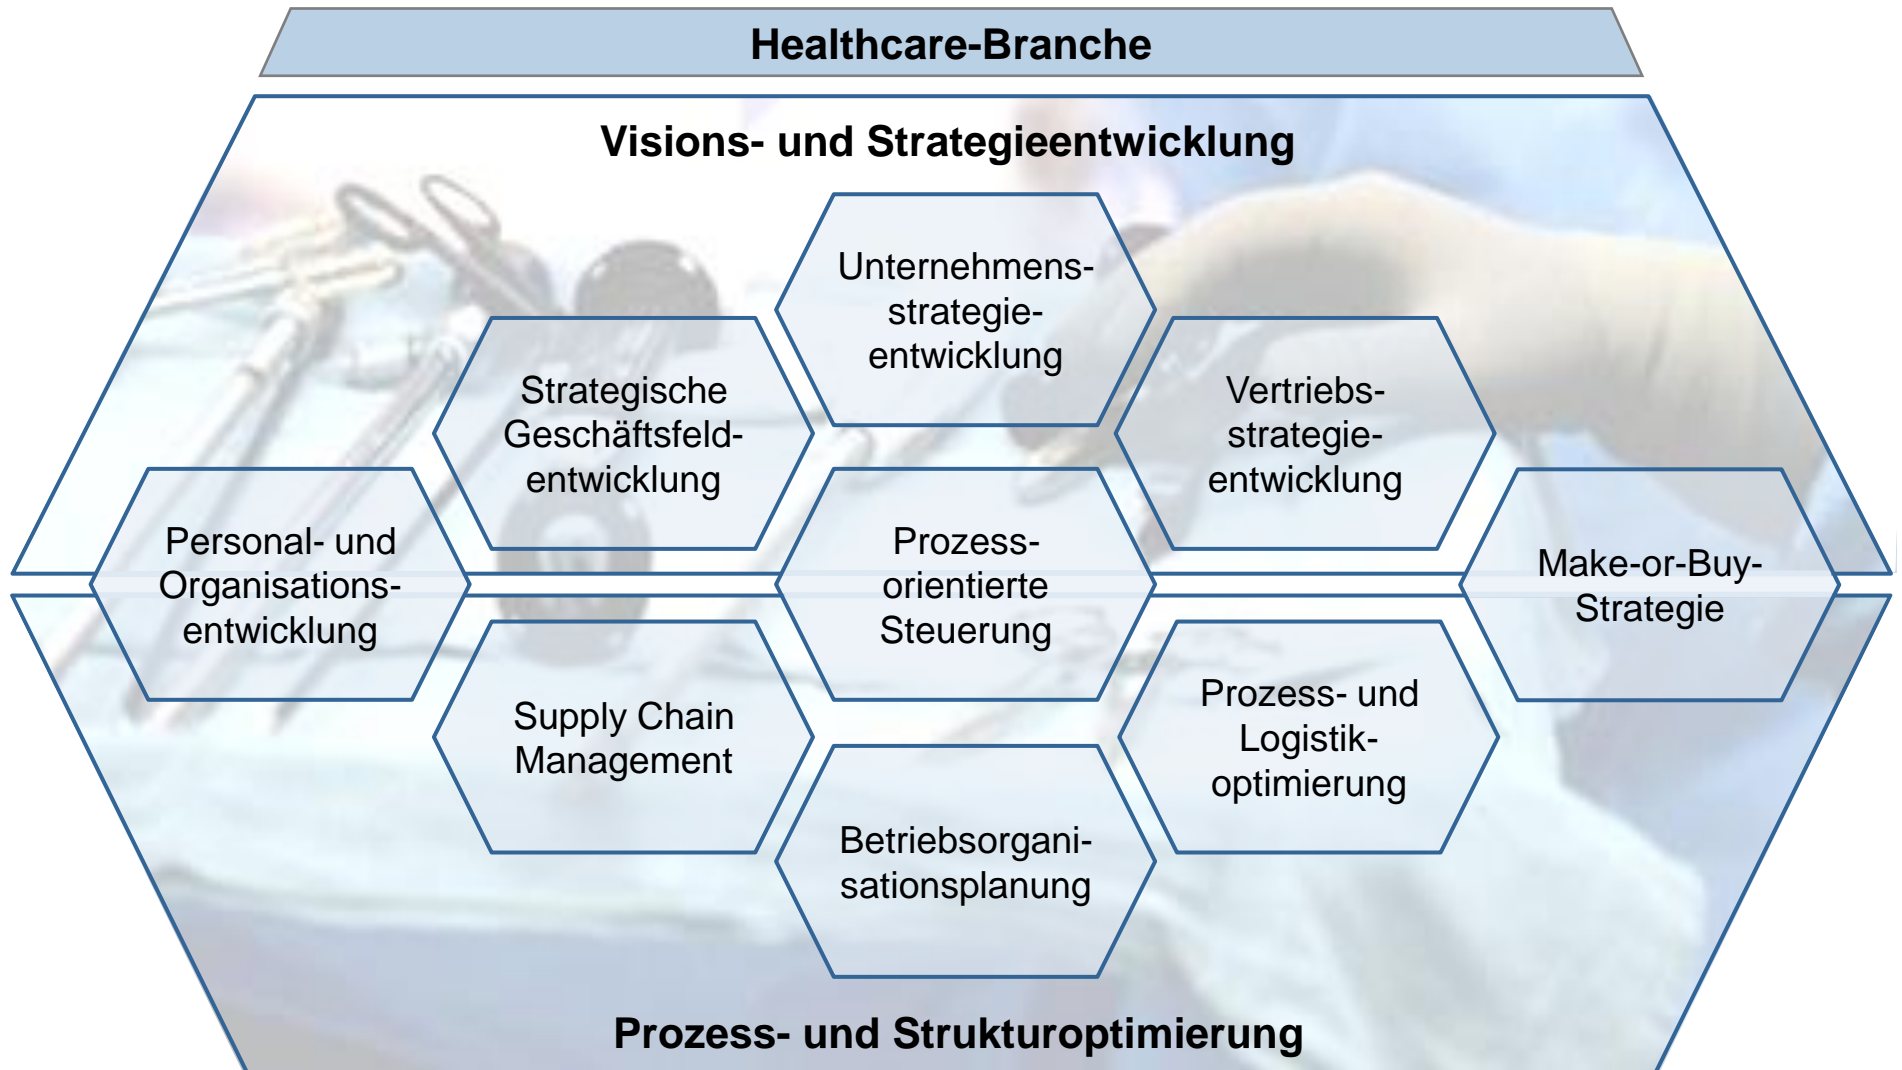 Healthcare-Branche
Visions- und Strategieentwicklung
Unternehmens-
strategie-
entwicklung
Strategische
Geschäftsfeld-
entwicklung
Vertriebs-
strategie-
entwicklung
Personal- und
Organisations-
entwicklung
Prozess-
orientierte
Steuerung
Make-or-Buy-
Strategie
Supply Chain
Management
Prozess- und
Logistik-
optimierung
Betriebsorgani-
sationsplanung
Prozess- und Strukturoptimierung